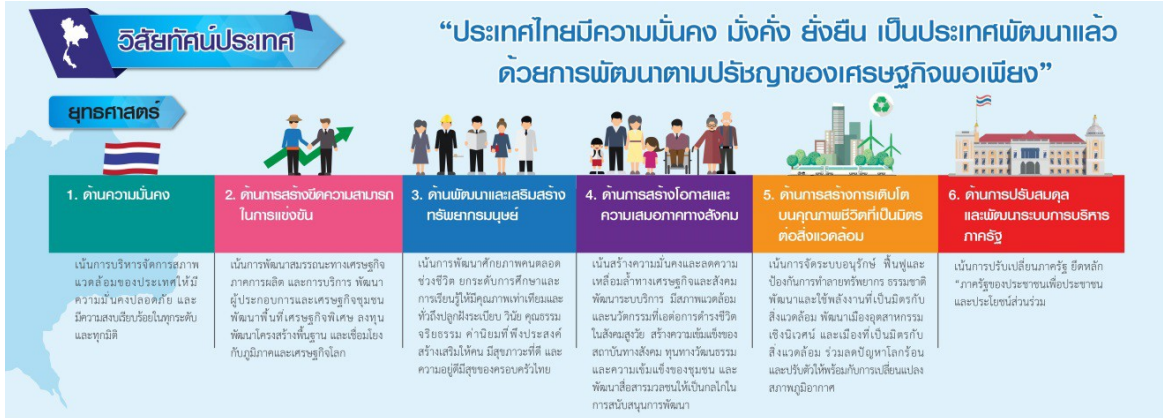 วิสัยทัศน์ประเทศ
“ประเทศไทยมีความมั่นคง มั่งคั่ง ยั่งยืน เป็นประเทศพัฒนาแล้ว
ด้วยการพัฒนาตามปรัชญาของเศรษฐกิจพอเพียง”
ยุทธศาสตร์
1. ด้านความมั่นคง
เน้นการบริหารจัดการสภาพ
แวดล้อมของประเทศให้มี
ความมั่นคงปลอดภัย และ
มีความสงบเรียบร้อยในทุกระดับ
และทุกมิติ
2. ด้านการสร้างขีดความสามารถ
ในการแข่งขัน
เน้นการพัฒนาสมรรถนะทางเศรษฐกิจ
ภาคการผลิต และการบริการ พัฒนา
ผู้ประกอบการและเศรษฐกิจชุมชน
พัฒนาพื้นที่เศรษฐกิจพิเศษ ลงทุน
พัฒนาโครงสร้างพื้นฐาน และเชื่อมโยง
กับภูมิภาคและเศรษฐกิจโลก
3. ด้านพัฒนาและเสริมสร้าง
ทรัพยากรมนุษย์
เน้นการพัฒนาศักยภาพคนตลอด
ช่วงชีวิต ยกระดับการศึกษาและ
การเรียนรู้ให้มีคุณภาพเท่าเทียมและ
ทั่วถึงปลูกฝังระเบียบ วินัย คุณธรรม
จริยธรรม ค่านิยมที่พึงประสงค์
สร้างเสริมให้คน มีสุขภาวะที่ดี และ
ความอยู่ดีมีสุขของครอบครัวไทย
4. ด้านการสร้างโอกาสและ
ความเสมอภาคทางสังคม
เน้นสร้างความมั่นคงและลดความ
เหลื่อมล้ำทางเศรษฐกิจและสังคม
พัฒนาระบบบริการ มีสภาพแวดล้อม
และนวัตกรรมที่เอต่อการดำรงชีวิต
ในสังคมสูงวัย สร้างความเข้มแข็งของ
สถาบันทางสังคม ทุนทางวัฒนธรรม
และความเข้มแข็งของชุมชน และ
พัฒนาสื่อสารมวลชนให้เป็นกลไกใน
การสนับสนุนการพัฒนา
5. ด้านการสร้างการเติบโต
บนคุณภาพชีวิตที่เป็นมิตร
ต่อสิ่งแวดล้อม
เน้นการจัดระบบอนุรักษ์ ฟื้นฟูและ
ป้องกันการทำลายทรัพยากร ธรรมชาติ
พัฒนาและใช้พลังงานที่เป็นมิตรกับ
สิ่งแวดล้อม พัฒนาเมืองอุตสาหกรรม
เชิงนิเวศน์ และเมืองที่เป็นมิตรกับ
สิ่งแวดล้อม ร่วมลดปัญหาโลกร้อน
และปรับตัวให้พร้อมกับการเปลี่ยนแปลง
สภาพภูมิอากาศ
6. ด้านการปรับสมดุล
และพัฒนาระบบการบริหาร
ภาครัฐ
เน้นการปรับเปลี่ยนภาครัฐ ยึดหลัก
“ภาครัฐของประชาชนเพื่อประชาชน
และประโยชน์ส่วนร่วม